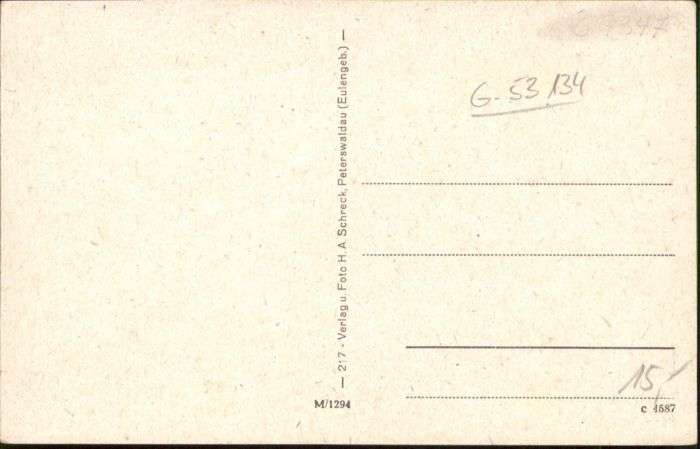 G-53134
— 217 - Verlag u. Foto H. A. Schreck, Peterswaldau (Eulengeb.) —
15,
M/1294
c 4587